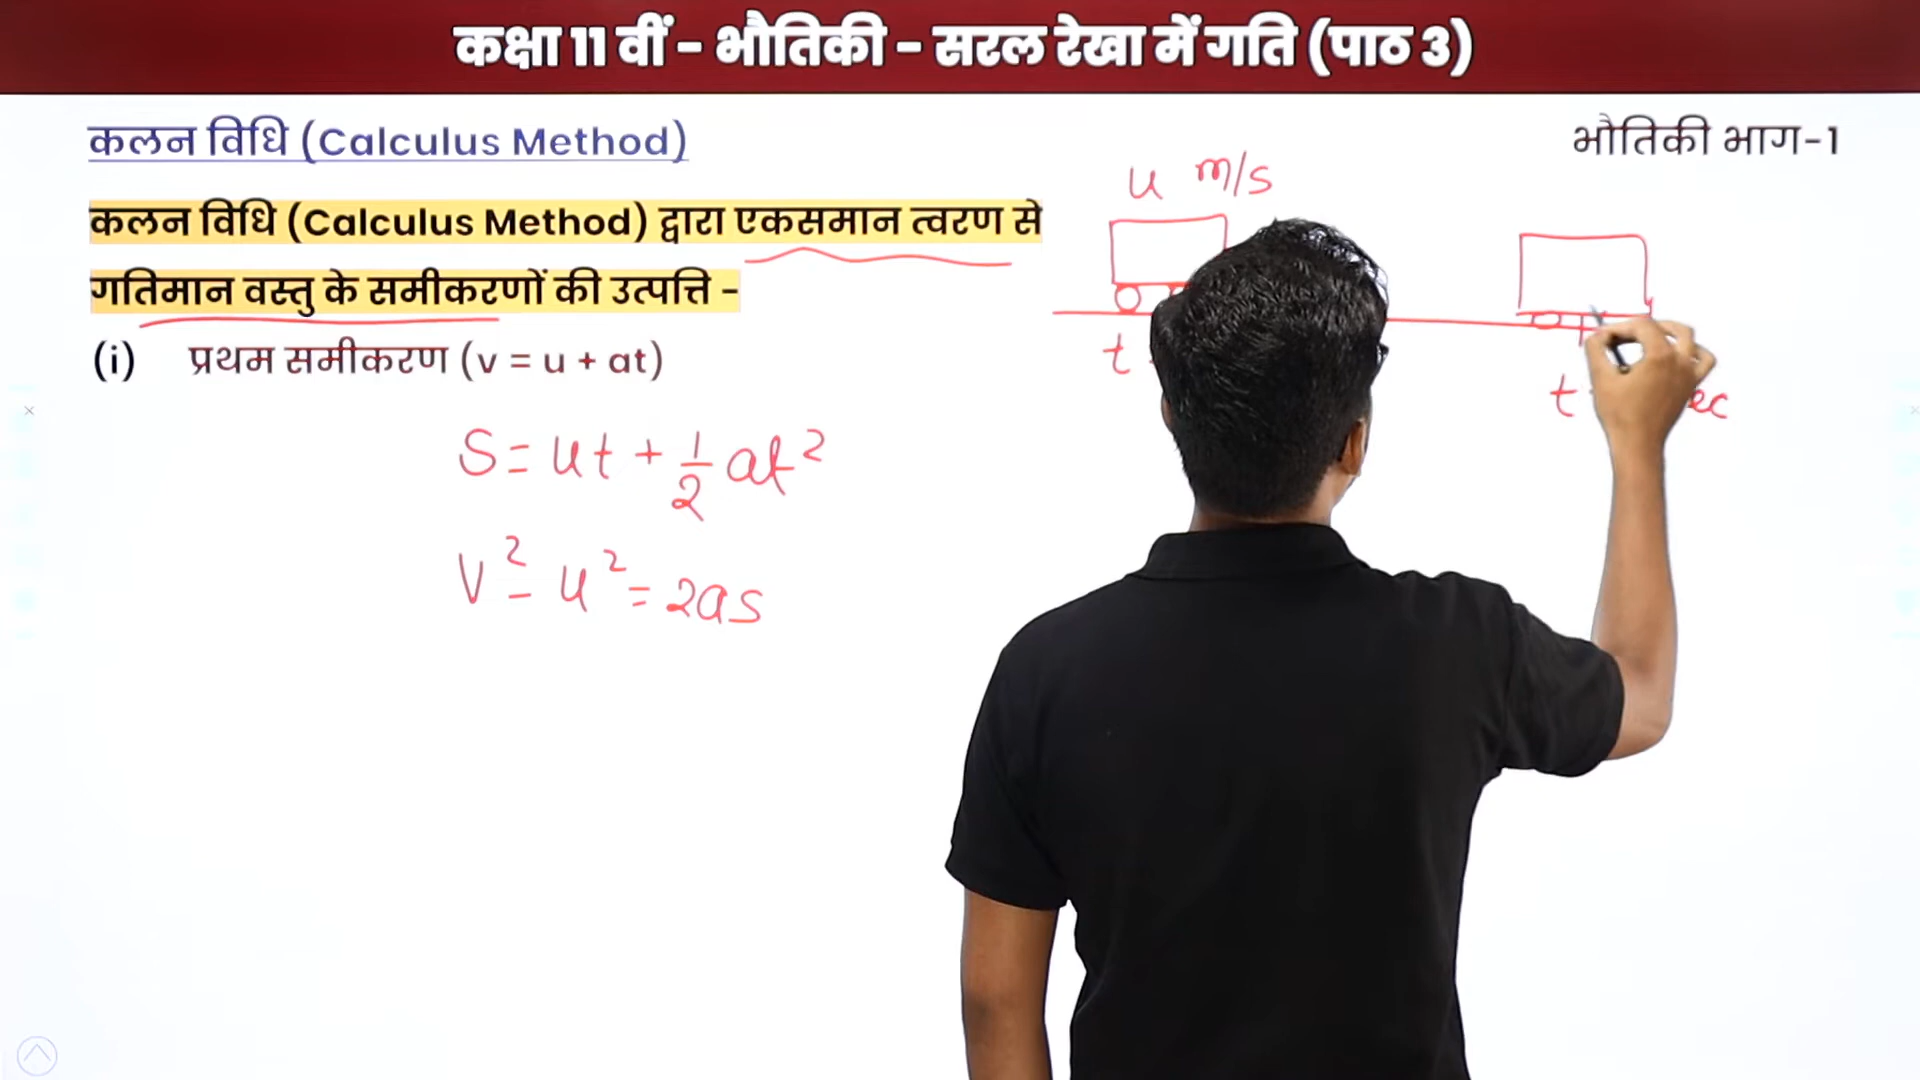 कक्षा 11 वीं - भौतिकी - सरल रेखा में गति (पाठ 3)
कलन विधि (Calculus Method)
भौतिकी भाग-1
कलन विधि (Calculus Method) द्वारा एकसमान त्वरण से
गतिमान वस्तु के समीकरणों की उत्पत्ति -
(i) प्रथम समीकरण (v = u + at)
S = ut + 1/2 at²
V² - u² = 2as
u m/s
t
t